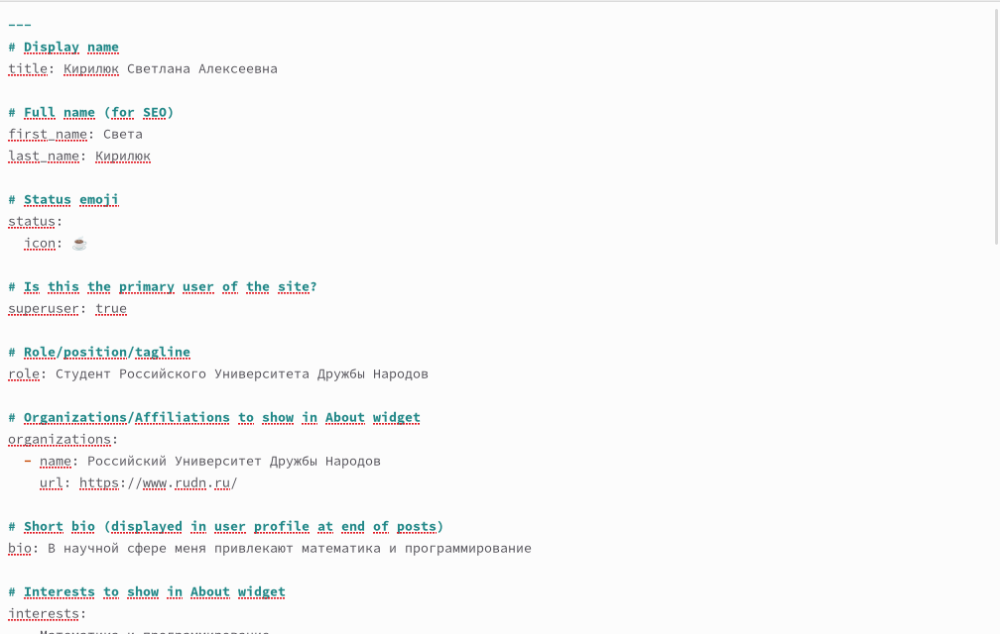 ---
# Display name
title: Кирилюк Светлана Алексеевна
# Full name (for SEO)
first_name: Света
last_name: Кирилюк
# Status emoji
status:
icon: ☕
# Is this the primary user of the site?
superuser: true
# Role/position/tagline
role: Студент Российского Университета Дружбы Народов
# Organizations/Affiliations to show in About widget
organizations:
- name: Российский Университет Дружбы Народов
url: https://www.rudn.ru/
# Short bio (displayed in user profile at end of posts)
bio: В научной сфере меня привлекают математика и программирование
# Interests to show in About widget
interests:
Математика и программирование